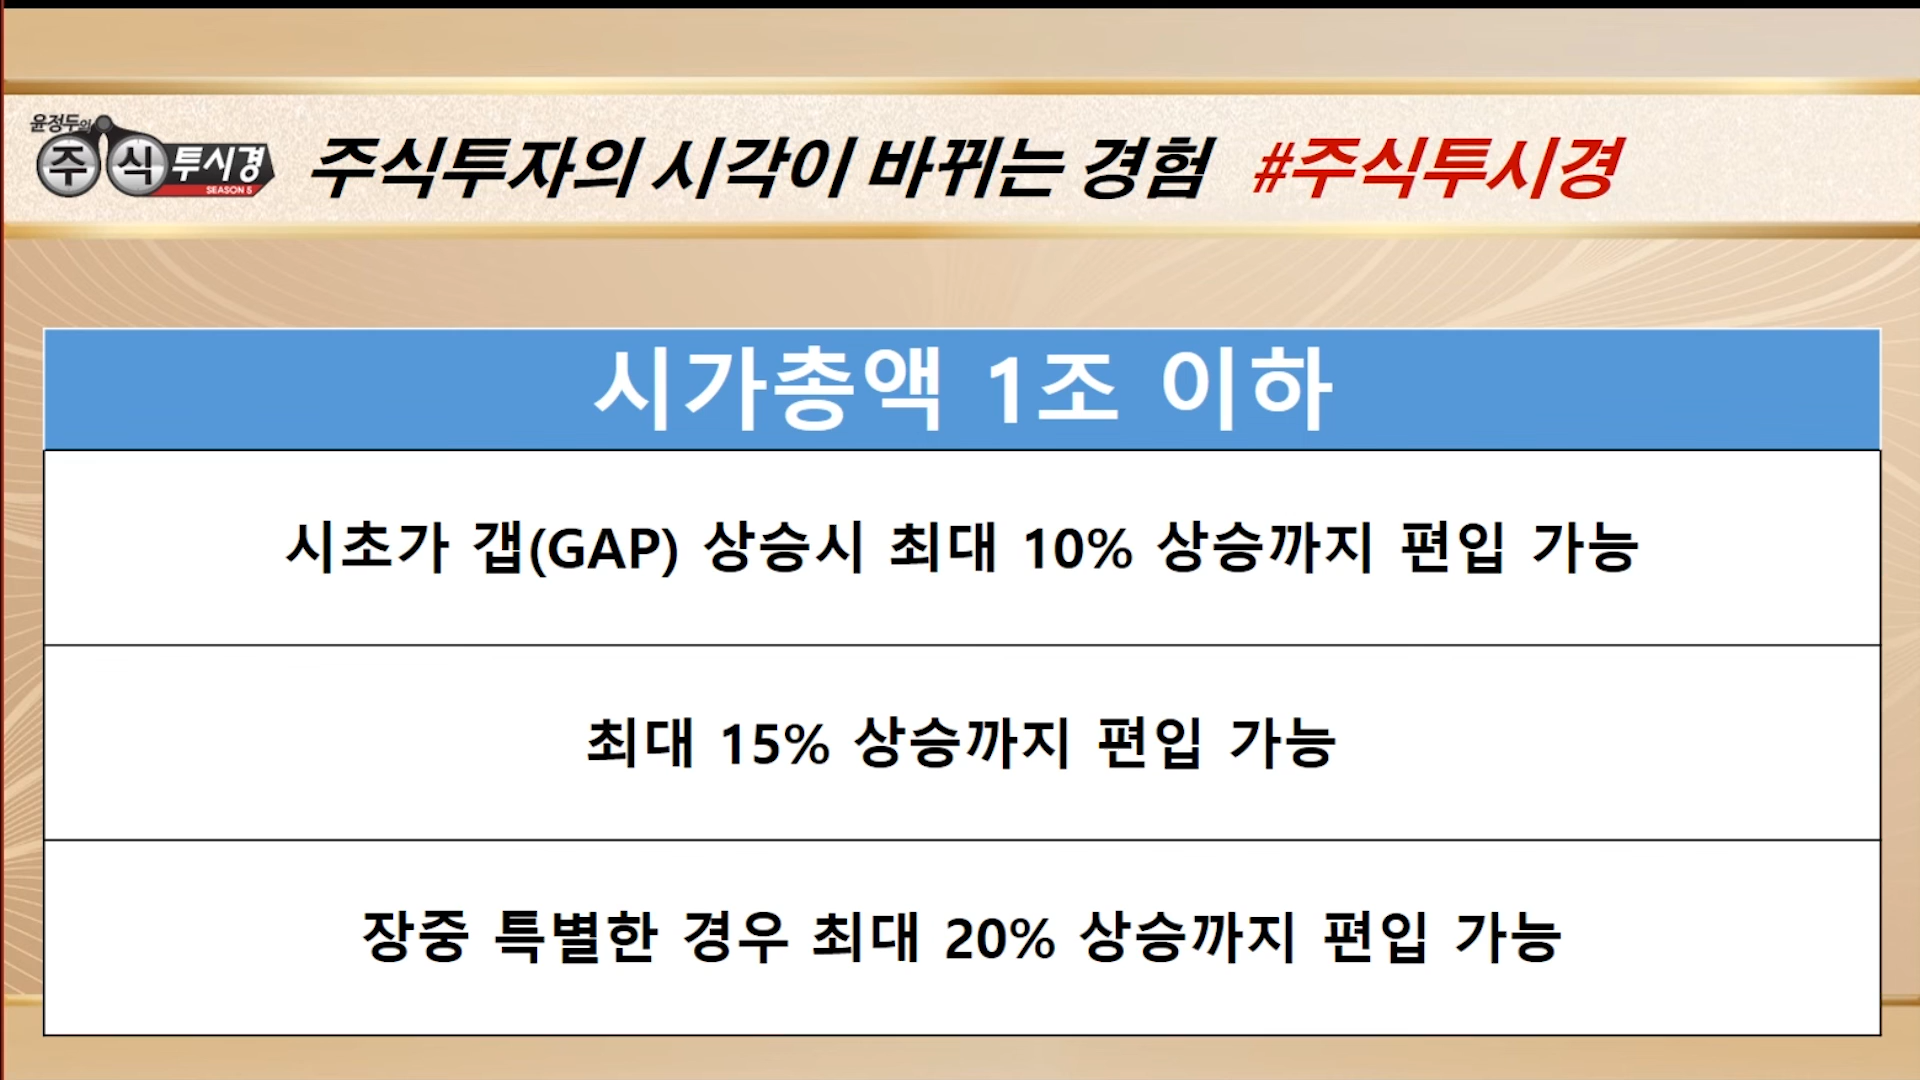 윤정두의
주식투시경
SEASON 5
주식투자의 시각이 바뀌는 경험 #주식투시경
시가총액 1조 이하
시초가 갭(GAP) 상승시 최대 10% 상승까지 편입 가능
최대 15% 상승까지 편입 가능
장중 특별한 경우 최대 20% 상승까지 편입 가능